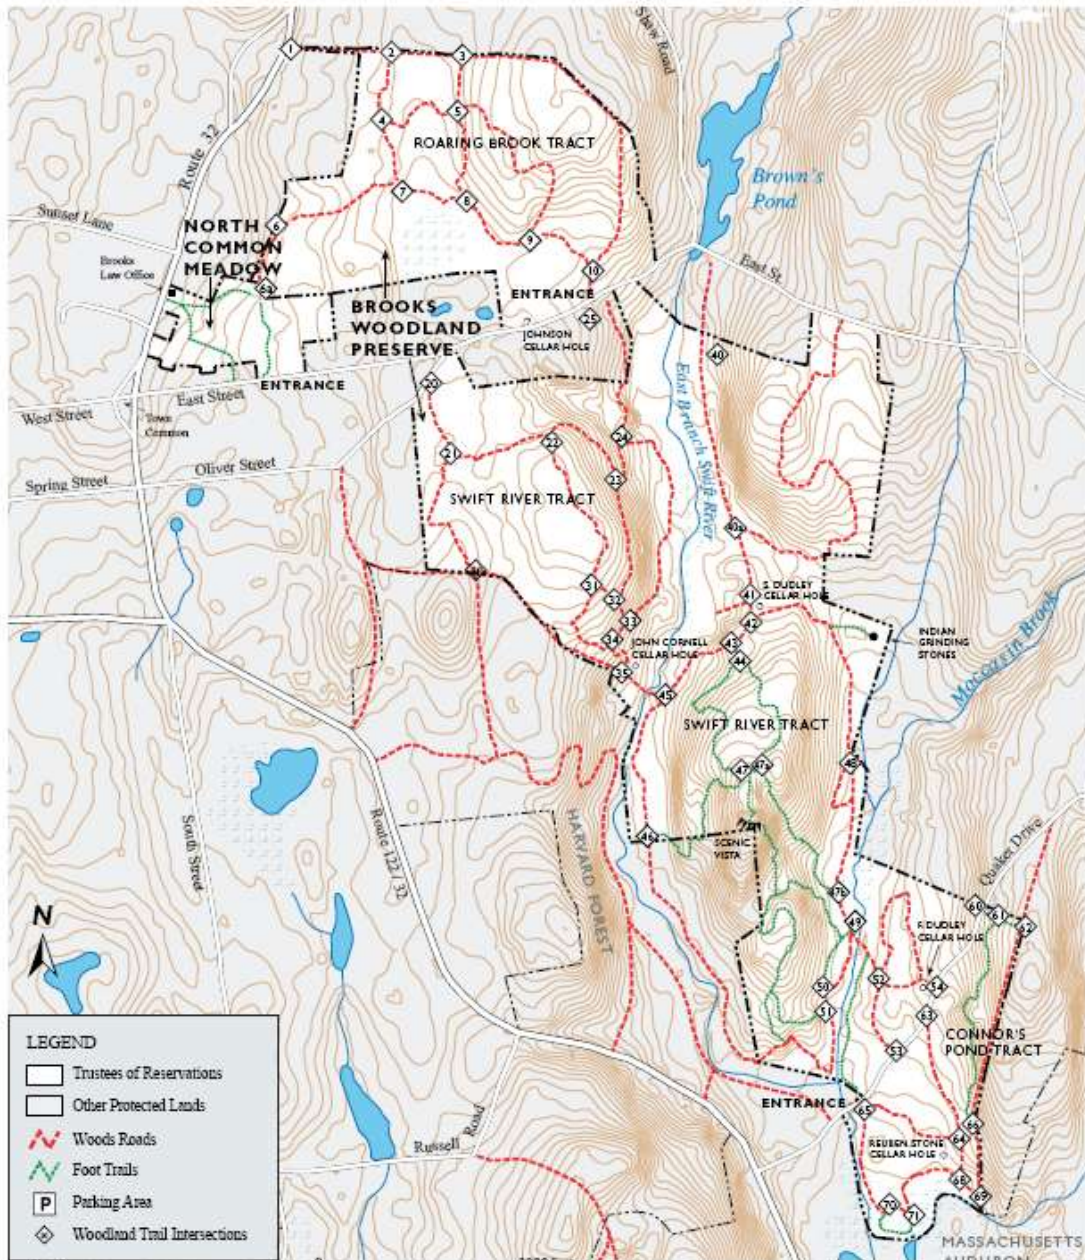 Shaw Road
1
2
3
Route 32
4
5
ROARING BROOK TRACT
Brown's
Pond
7
8
Sunset Lane
6
NORTH
COMMON
MEADOW
Brooks
Law Office
9
10
East St.
ENTRANCE
BROOKS
WOODLAND
PRESERVE
25
JOHNSON
CELLAR HOLE
40
East Branch Swift River
ENTRANCE
20
East Street
West Street
Town
Common
24
22
21
Oliver Street
Spring Street
23
SWIFT RIVER TRACT
31
32
33
34
35
41
S. DUDLEY
CELLAR HOLE
42
43
44
JOHN CORNELL
CELLAR HOLE
INDIAN
GRINDING
STONES
Moccasin Brook
45
SWIFT RIVER TRACT
47
47a
48
HARVARD FOREST
Route 122 / 32
South Street
46
SCENIC
VISTA
Quaker Drive
47b
49
60
61
62
F. DUDLEY
CELLAR HOLE
N
50
51
52
54
63
53
CONNOR'S
POND TRACT
LEGEND
Trustees of Reservations
Other Protected Lands
Woods Roads
Foot Trails
P Parking Area
Woodland Trail Intersections
ENTRANCE
65
66
64
REUBEN STONE
CELLAR HOLE
68
69
70
71
Russell Road
MASSACHUSETTS
AUDUBON